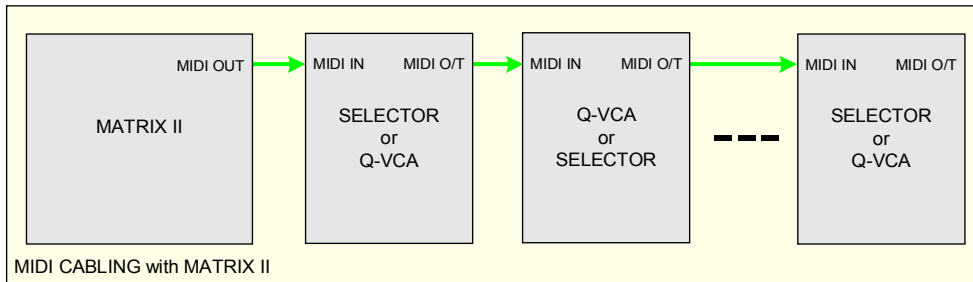 MIDI OUT
MATRIX II
MIDI IN MIDI O/T
SELECTOR
or
Q-VCA
MIDI IN MIDI O/T
Q-VCA
or
SELECTOR
MIDI IN MIDI O/T
SELECTOR
or
Q-VCA
MIDI CABLING with MATRIX II